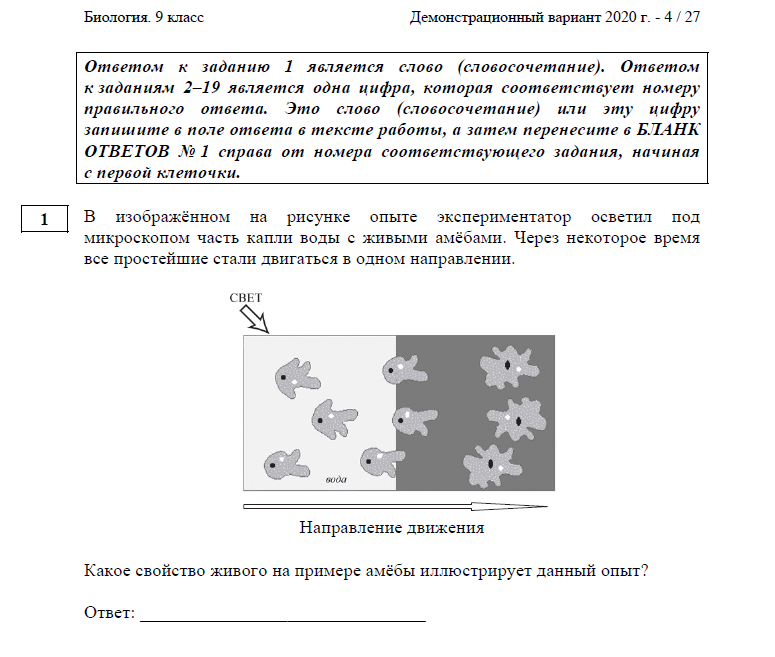 Биология. 9 класс Демонстрационный вариант 2020 г. - 4 / 27
Ответом к заданию 1 является слово (словосочетание). Ответом
к заданиям 2–19 является одна цифра, которая соответствует номеру
правильного ответа. Это слово (словосочетание) или эту цифру
запишите в поле ответа в тексте работы, а затем перенесите в БЛАНК
ОТВЕТОВ № 1 справа от номера соответствующего задания, начиная
с первой клеточки.
1 В изображённом на рисунке опыте экспериментатор осветил под
микроскопом часть капли воды с живыми амёбами. Через некоторое время
все простейшие стали двигаться в одном направлении.
СВЕТ
вода
Направление движения
Какое свойство живого на примере амёбы иллюстрирует данный опыт?
Ответ: ________________________________